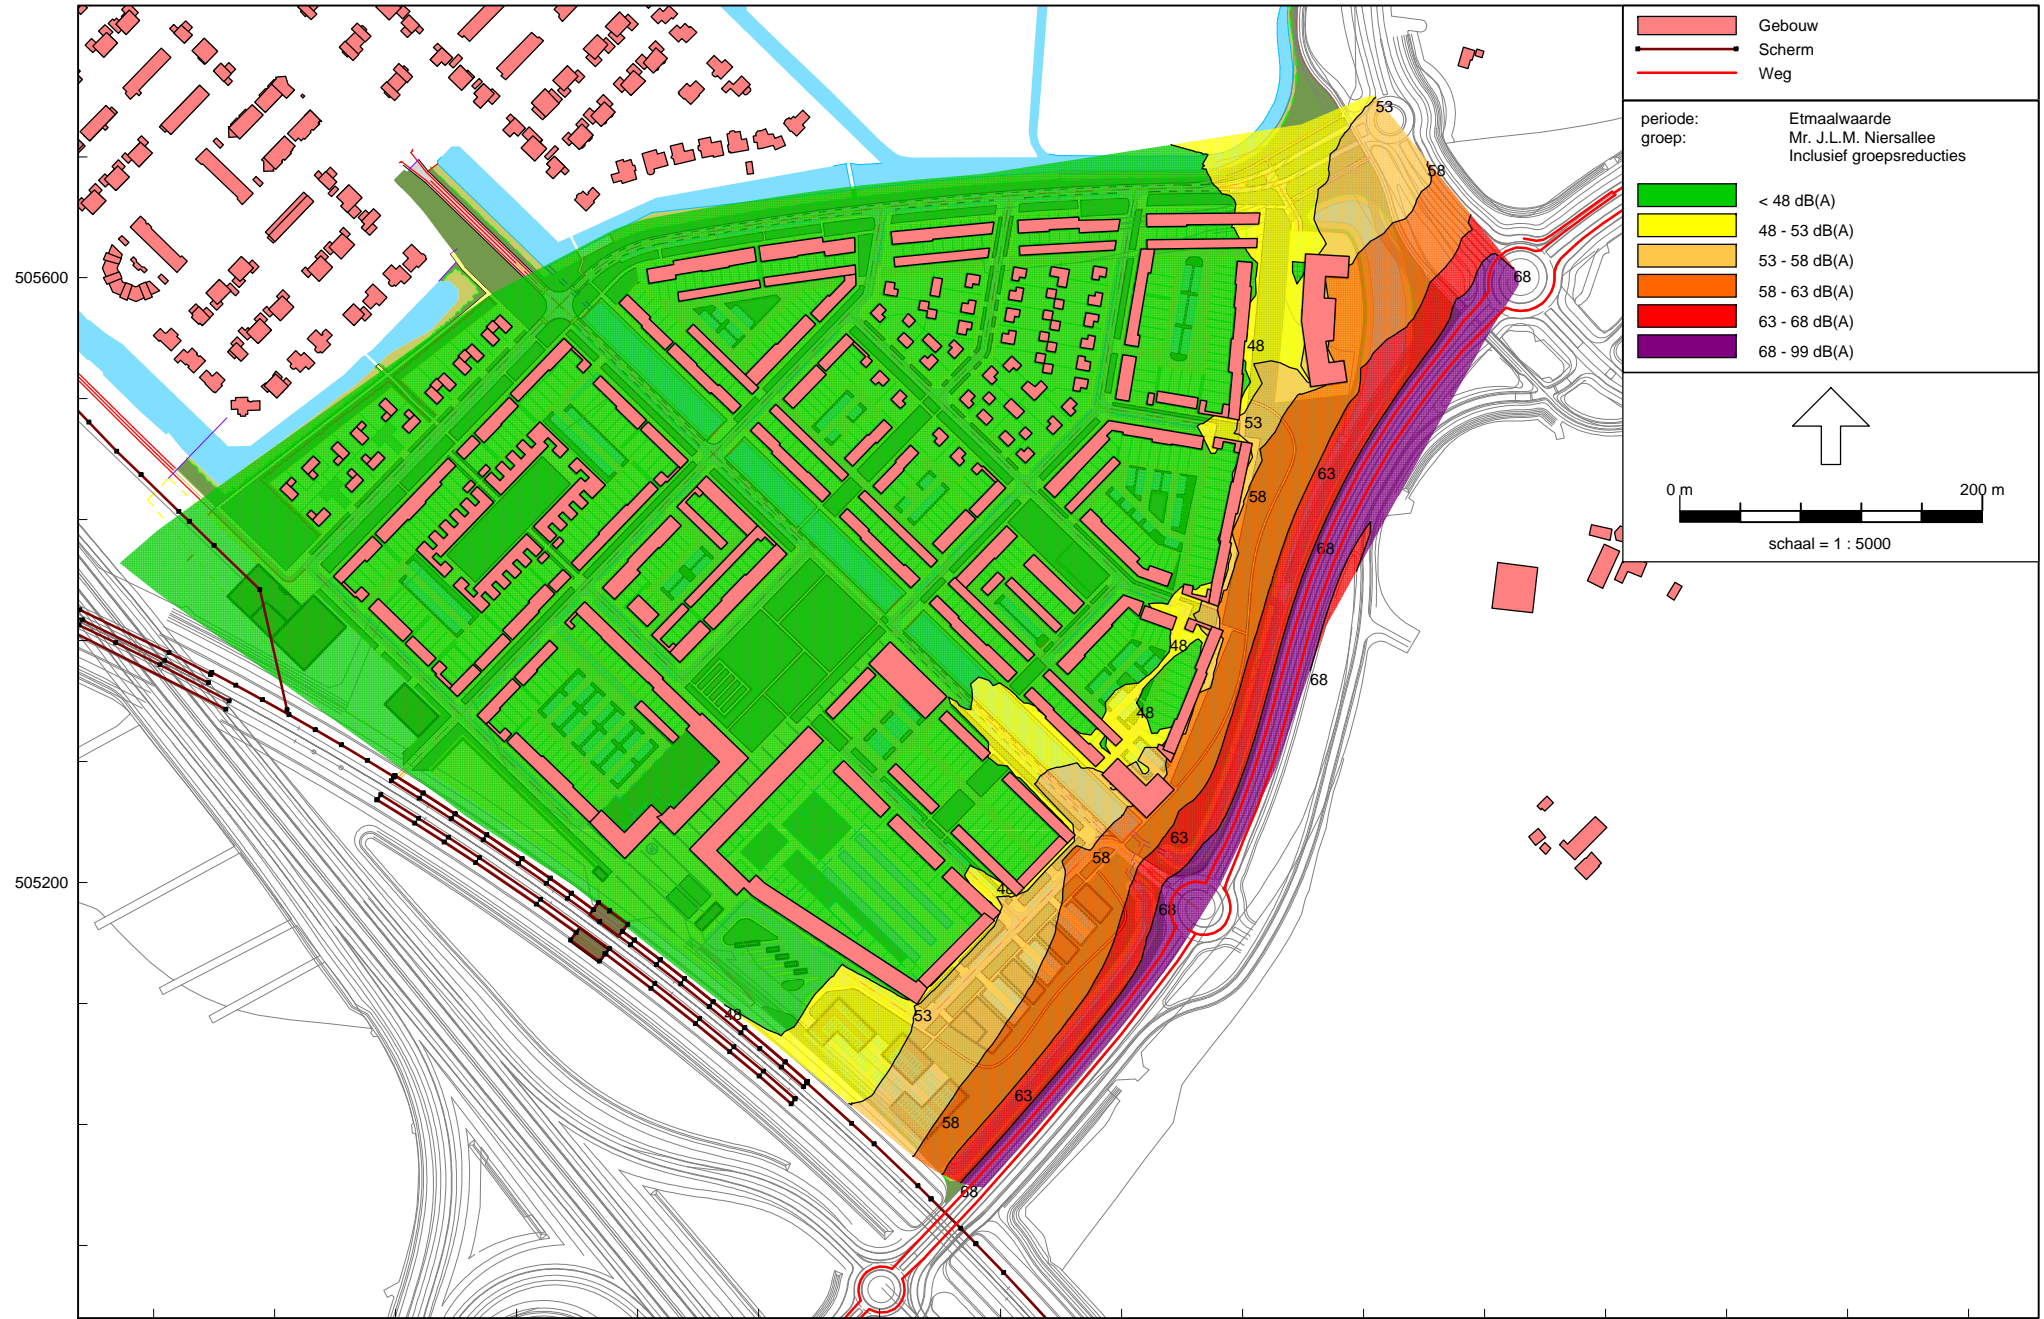 Gebouw
Scherm
Weg
periode: Etmaalwaarde
groep: Mr. J.L.M. Niersallee
Inclusief groepsreducties
< 48 dB(A)
48 - 53 dB(A)
53 - 58 dB(A)
58 - 63 dB(A)
63 - 68 dB(A)
68 - 99 dB(A)
0 m 200 m
schaal = 1 : 5000
505600
505200
53
58
68
48
53
63
58
68
48
68
48
63
58
68
48
53
63
58
68